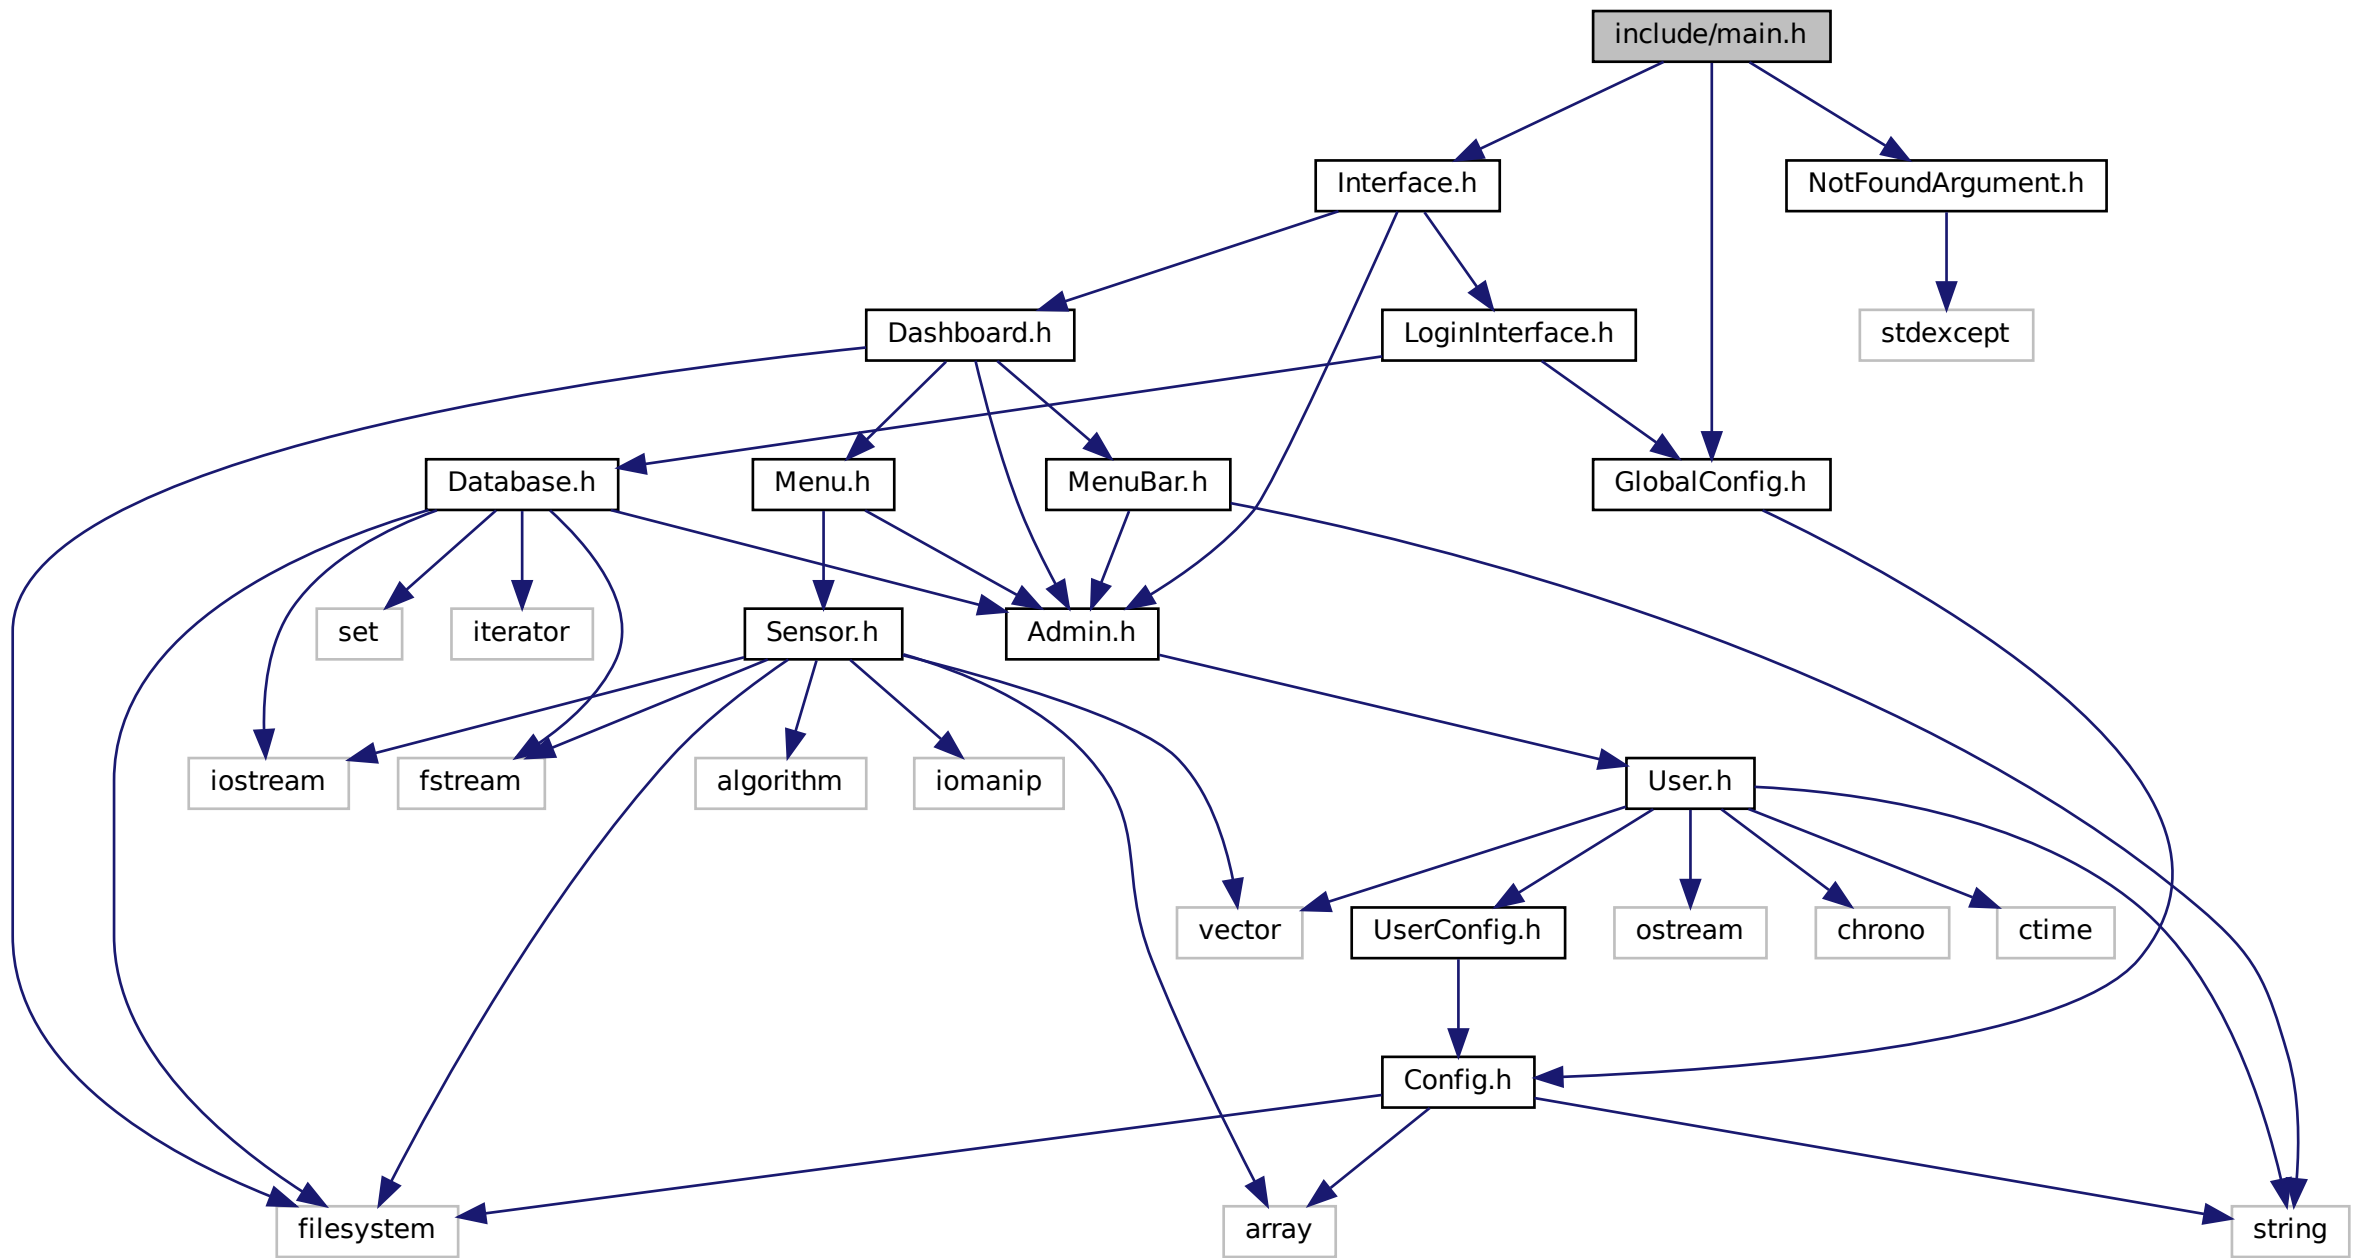 include/main.h
Interface.h
NotFoundArgument.h
Dashboard.h
LoginInterface.h
stdexcept
Database.h
Menu.h
MenuBar.h
GlobalConfig.h
set
iterator
Sensor.h
Admin.h
iostream
fstream
algorithm
iomanip
User.h
vector
UserConfig.h
ostream
chrono
ctime
Config.h
filesystem
array
string